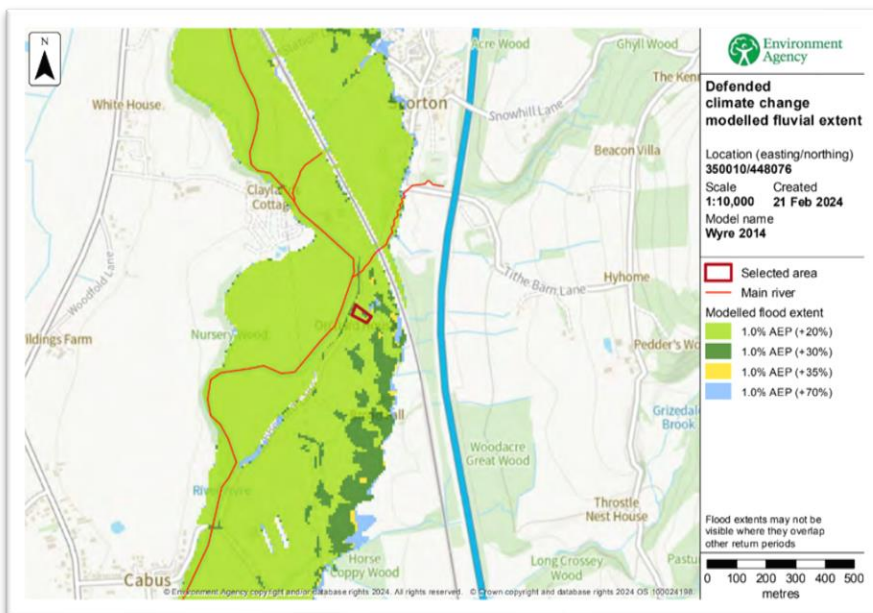 N
Environment
Agency
Defended
climate change
modelled fluvial extent
Location (easting/northing)
350010/448076
Scale Created
1:10,000 21 Feb 2024
Model name
Wyre 2014
Selected area
Main river
Modelled flood extent
1.0% AEP (+20%)
1.0% AEP (+30%)
1.0% AEP (+35%)
1.0% AEP (+70%)
Flood extents may not be
visible where they overlap
other return periods
0 100 200 300 400 500
metres
Acre Wood
Ghyll Wood
White House
Snowhill Lane
Beacon Villa
Woodfold Lane
Tithe Barn Lane
Hyhome
Nursery Wood
Grizedale
Brook
Woodacre
Great Wood
Throstle
Nest House
Horse
Coppy Wood
Long Crossey
Wood
Cabus
© Environment Agency copyright and/or database rights 2024. All rights reserved. © Crown copyright and database rights 2024 OS 100024198.